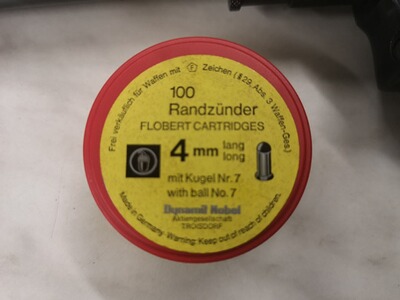 Frei verkäuflich für Waffen mit F Zeichen (§ 29, Abs. 3 Waffen-Ges.)
100
Randzünder
FLOBERT CARTRIDGES
4 mm lang
long
mit Kugel Nr. 7
with ball No. 7
Dynamit Nobel
Aktiengesellschaft
TROISDORF
Made in Germany Warning: Keep out of reach of children.